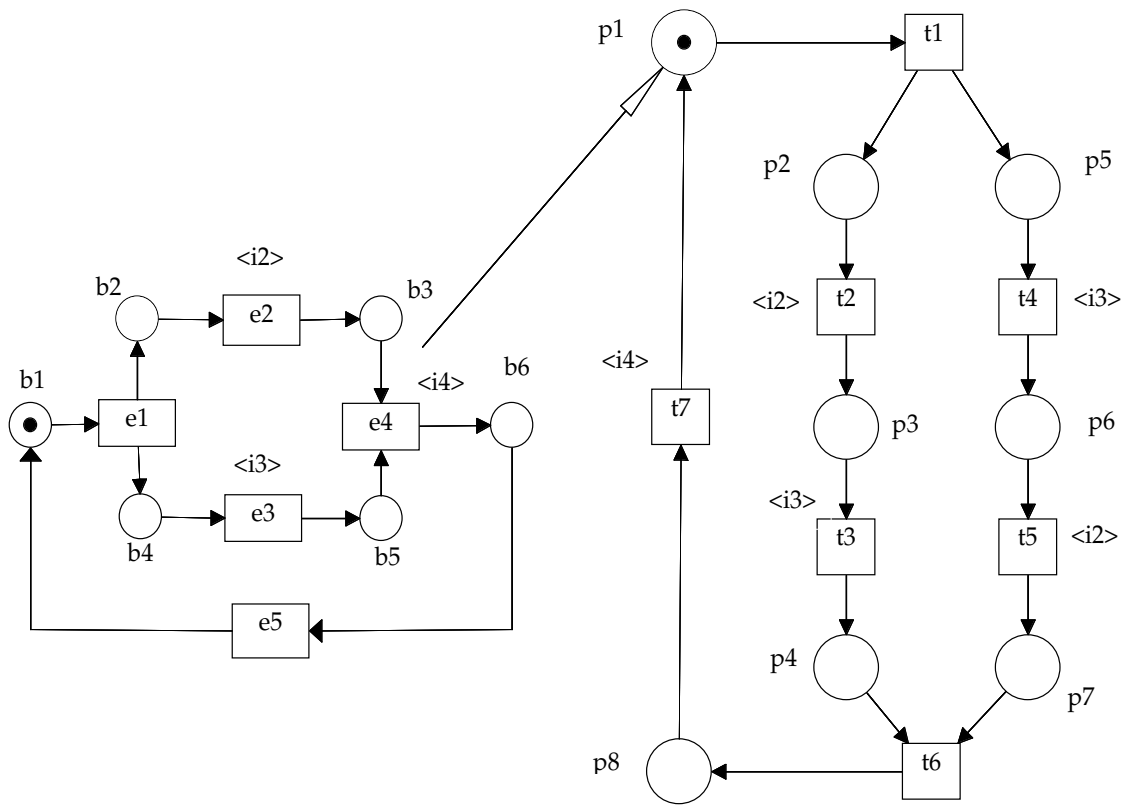 p1
t1
p2
p5
<i2>
b2
b3
e2
<i2>
t2
t4
<i3>
<i4>
b1
<i4>
b6
e1
e4
t7
p3
p6
<i3>
e3
<i3>
t3
t5
<i2>
b4
b5
e5
p4
p7
p8
t6